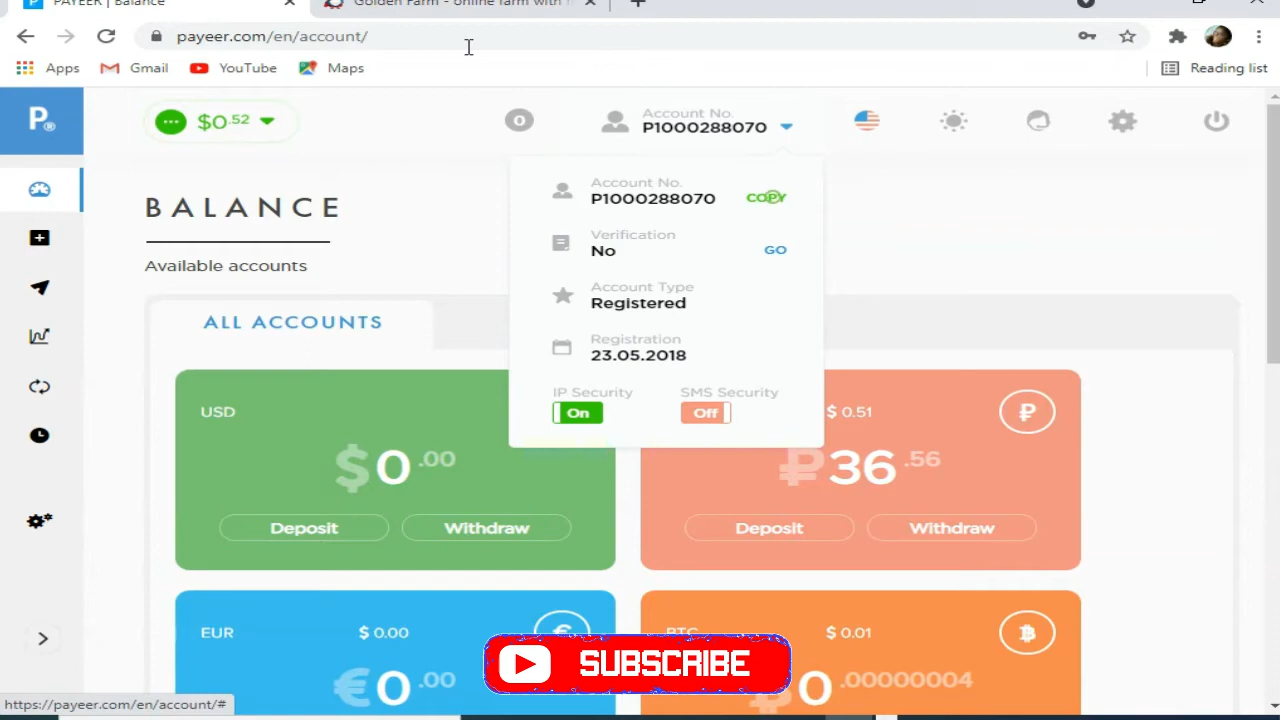 PAYEER | Balance
Golden Farm - online farm with
payeer.com/en/account/
Apps
Gmail
YouTube
Maps
Reading list
P®
$0.52
0
Account No.
P1000288070
Account No.
P1000288070
COPY
Verification
No
GO
Account Type
Registered
Registration
23.05.2018
IP Security
SMS Security
On
Off
BALANCE
Available accounts
ALL ACCOUNTS
USD
$0.00
Deposit
Withdraw
$ 0.51
₽
₽36.56
Deposit
Withdraw
EUR
$ 0.00
€
€0.00
BTC
$ 0.01
₿
₿0.00000004
SUBSCRIBE
https://payeer.com/en/account/#